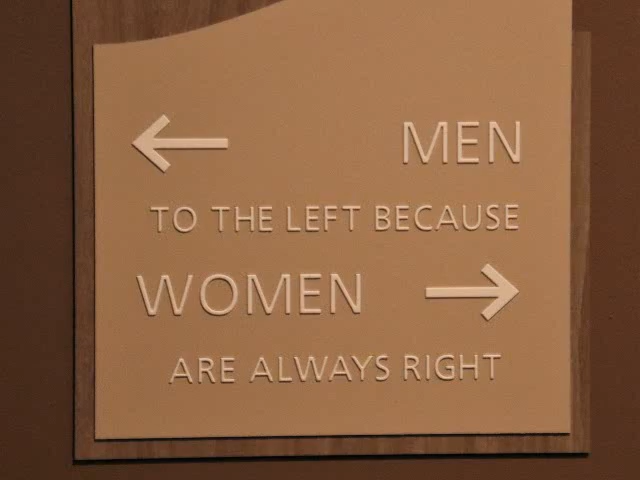 ← MEN
TO THE LEFT BECAUSE
WOMEN →
ARE ALWAYS RIGHT